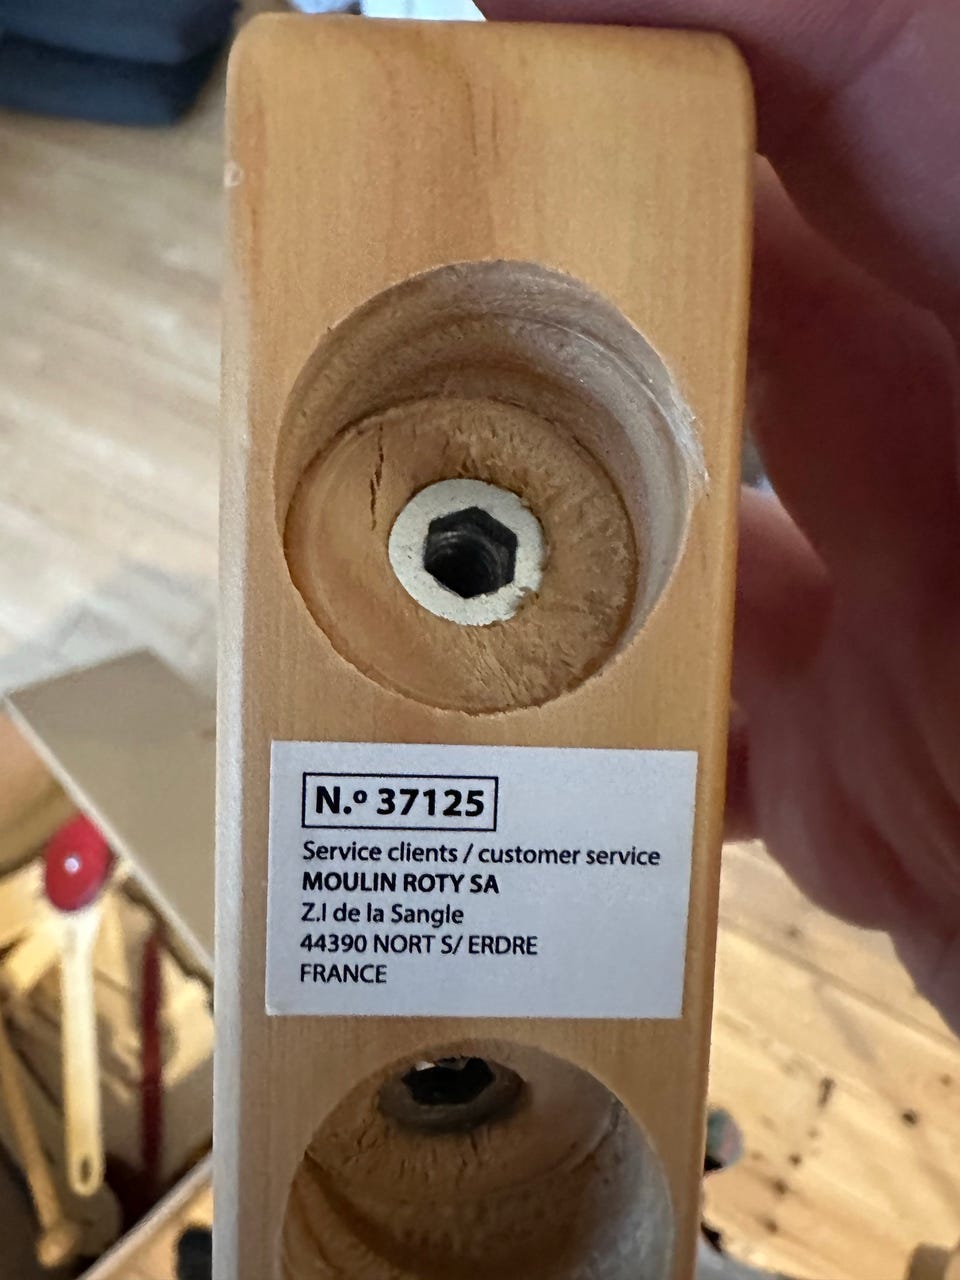 N.º 37125
Service clients / customer service
MOULIN ROTY SA
Z.I de la Sangle
44390 NORT S/ ERDRE
FRANCE